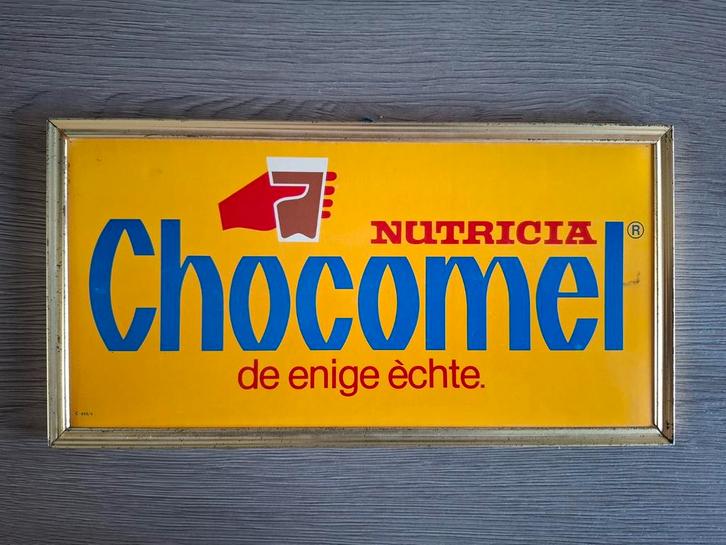 NUTRICIA
Chocomel®
de enige èchte.